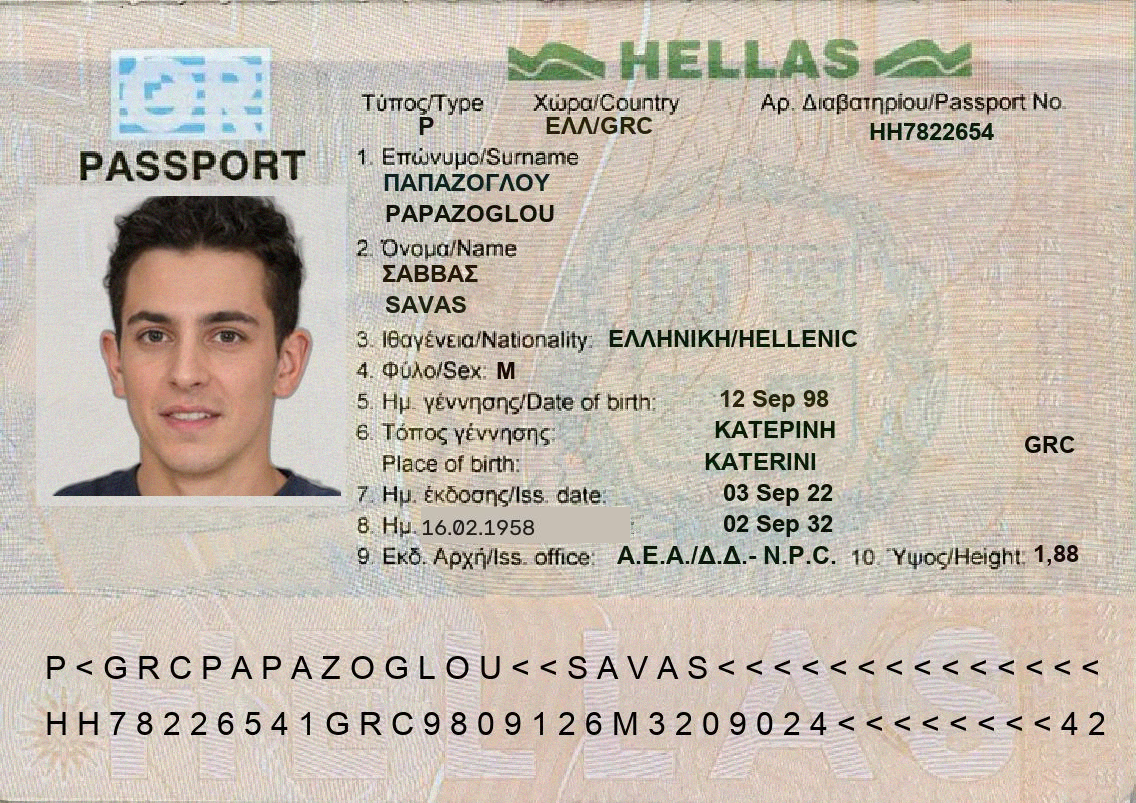 GR
HELLAS
PASSPORT
Τύπος/Type Χώρα/Country Αρ. Διαβατηρίου/Passport No.
P ΕΛΛ/GRC HH7822654
1. Επώνυμο/Surname
ΠΑΠΑΖΟΓΛΟΥ
PAPAZOGLOU
2. Όνομα/Name
ΣΑΒΒΑΣ
SAVAS
3. Ιθαγένεια/Nationality: ΕΛΛΗΝΙΚΗ/HELLENIC
4. Φύλο/Sex: M
5. Ημ. γέννησης/Date of birth: 12 Sep 98
6. Τόπος γέννησης: ΚΑΤΕΡΙΝΗ
Place of birth: KATERINI GRC
7. Ημ. έκδοσης/Iss. date: 03 Sep 22
8. Ημ. 16.02.1958 : 02 Sep 32
9 Εκδ. Αρχή/Iss. office: Α.Ε.Α./Δ.Δ.- N.P.C. 10. Ύψος/Height: 1,88
HELLAS
P<GRCPAPAZOGLOU<<SAVAS<<<<<<<<<<<<<<
HH78226541GRC9809126M3209024<<<<<<<<42